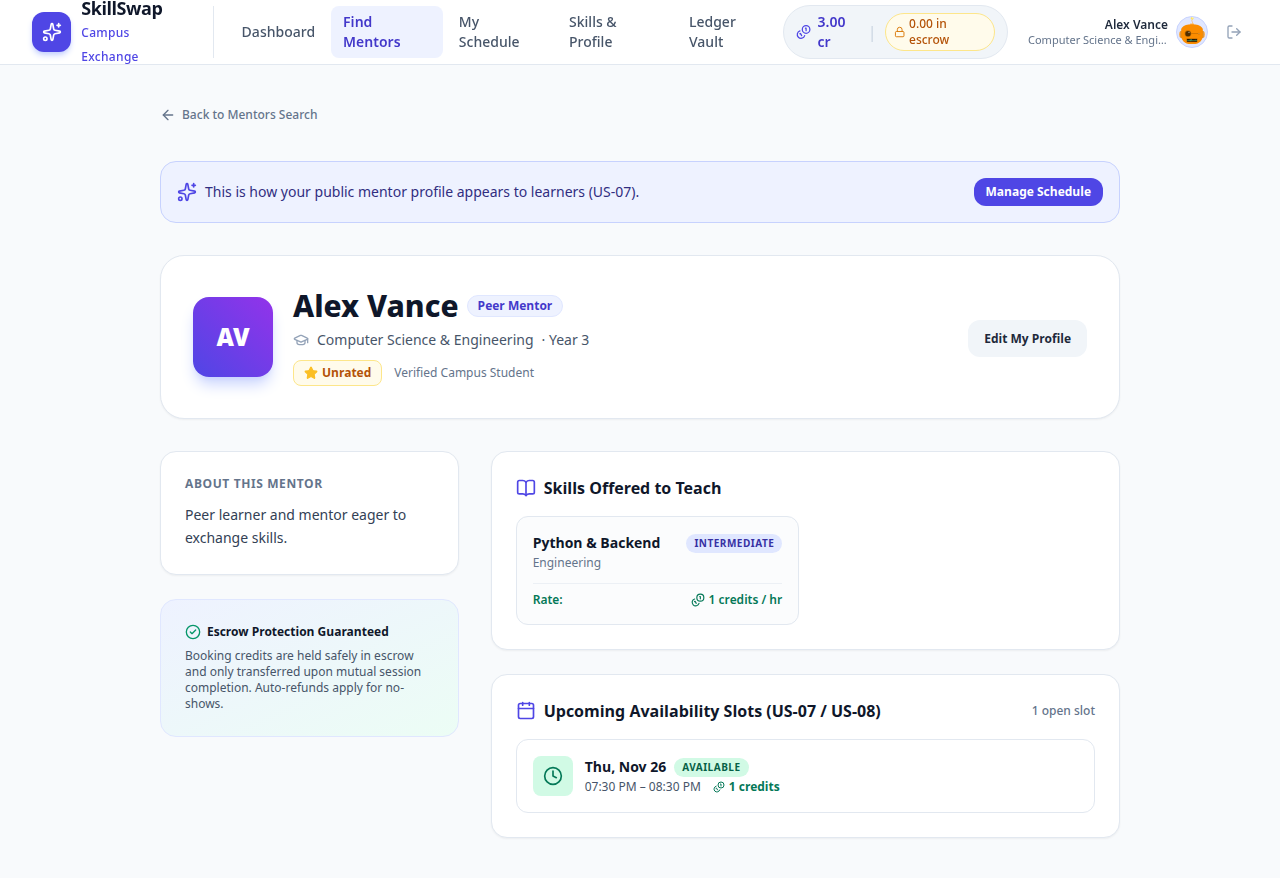 SkillSwap
Campus
Exchange
Dashboard
Find
Mentors
My
Schedule
Skills &
Profile
Ledger
Vault
3.00
cr
0.00 in
escrow
Alex Vance
Computer Science & Engi...
Back to Mentors Search
This is how your public mentor profile appears to learners (US-07).
Manage Schedule
AV
Alex Vance
Peer Mentor
Computer Science & Engineering · Year 3
Unrated
Verified Campus Student
Edit My Profile
ABOUT THIS MENTOR
Peer learner and mentor eager to
exchange skills.
Escrow Protection Guaranteed
Booking credits are held safely in escrow
and only transferred upon mutual session
completion. Auto-refunds apply for no-
shows.
Skills Offered to Teach
Python & Backend
INTERMEDIATE
Engineering
Rate:
1 credits / hr
Upcoming Availability Slots (US-07 / US-08)
1 open slot
Thu, Nov 26
AVAILABLE
07:30 PM – 08:30 PM
1 credits